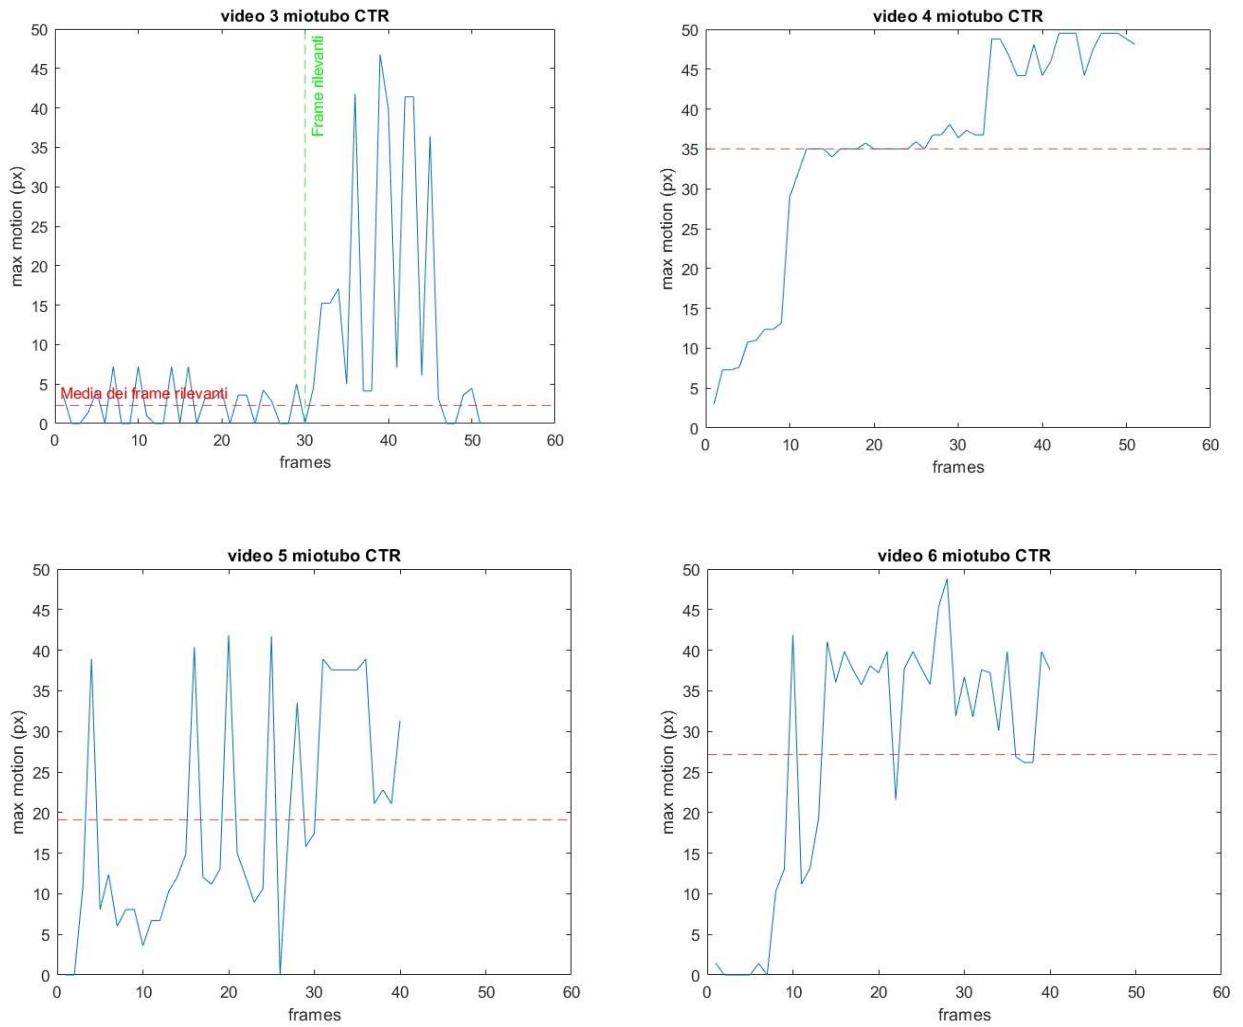 video 3 miotubo CTR
50
45
40
35
30
25
20
15
10
5
0
max motion (px)
Frame rilevanti
Media dei frame rilevanti
0 10 20 30 40 50 60
frames
video 4 miotubo CTR
50
45
40
35
30
25
20
15
10
5
0
max motion (px)
0 10 20 30 40 50 60
frames
video 5 miotubo CTR
50
45
40
35
30
25
20
15
10
5
0
max motion (px)
0 10 20 30 40 50 60
frames
video 6 miotubo CTR
50
45
40
35
30
25
20
15
10
5
0
max motion (px)
0 10 20 30 40 50 60
frames